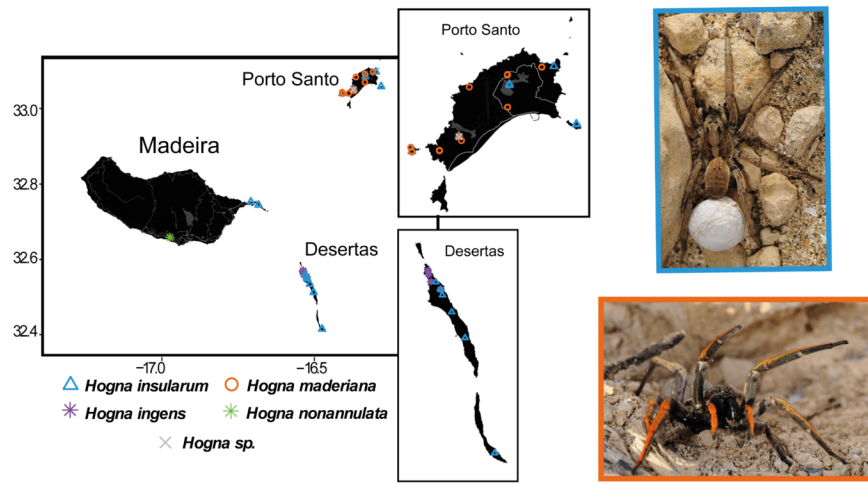 Porto Santo
Porto Santo
33.0
Madeira
32.8
32.6
Desertas
Desertas
32.4
−17.0
−16.5
Hogna insularum
Hogna maderiana
Hogna ingens
Hogna nonannulata
Hogna sp.